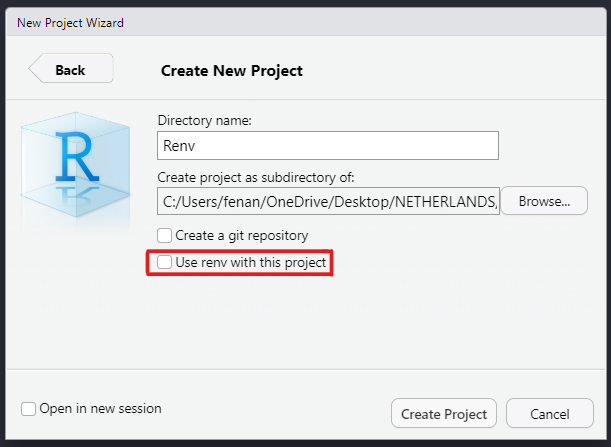 New Project Wizard
Back
Create New Project
R
Directory name:
Renv
Create project as subdirectory of:
C:/Users/fenan/OneDrive/Desktop/NETHERLANDS,
Browse...
Create a git repository
Use renv with this project
Open in new session
Create Project
Cancel